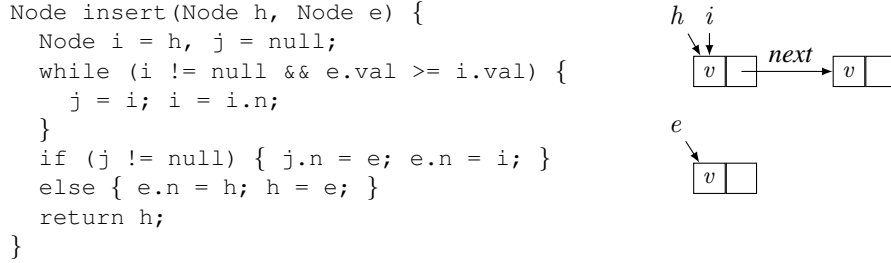 Node insert(Node h, Node e) {
  Node i = h, j = null;
  while (i != null && e.val >= i.val) {
    j = i; i = i.n;
  }
  if (j != null) { j.n = e; e.n = i; }
  else { e.n = h; h = e; }
  return h;
}
h i
next
v v
e
v